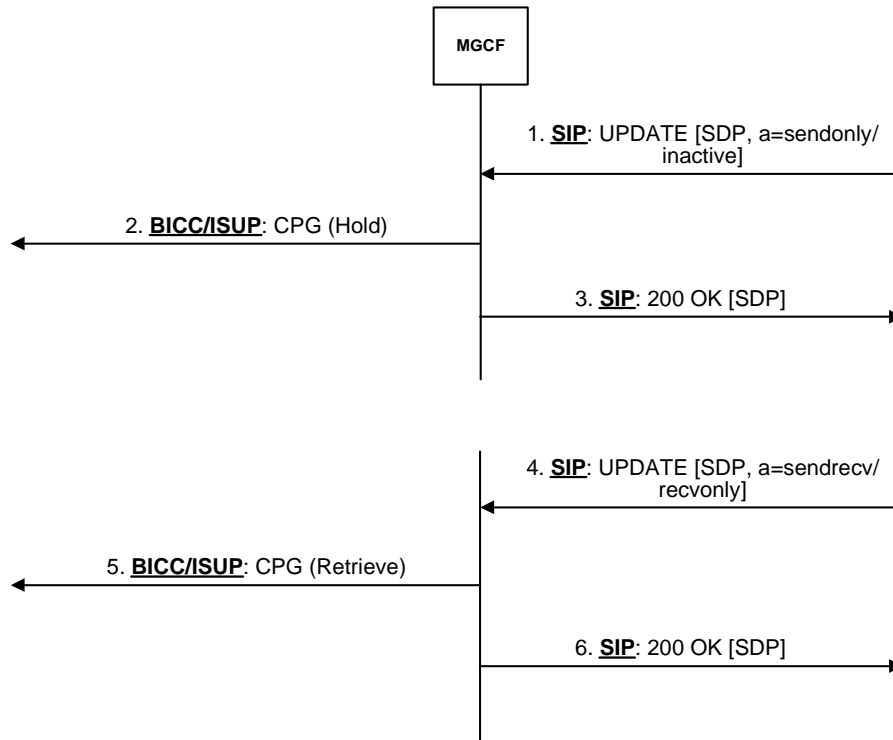 MGCF
1. SIP: UPDATE [SDP, a=sendonly/
inactive]
2. BICC/ISUP: CPG (Hold)
3. SIP: 200 OK [SDP]
4. SIP: UPDATE [SDP, a=sendrecv/
recvonly]
5. BICC/ISUP: CPG (Retrieve)
6. SIP: 200 OK [SDP]